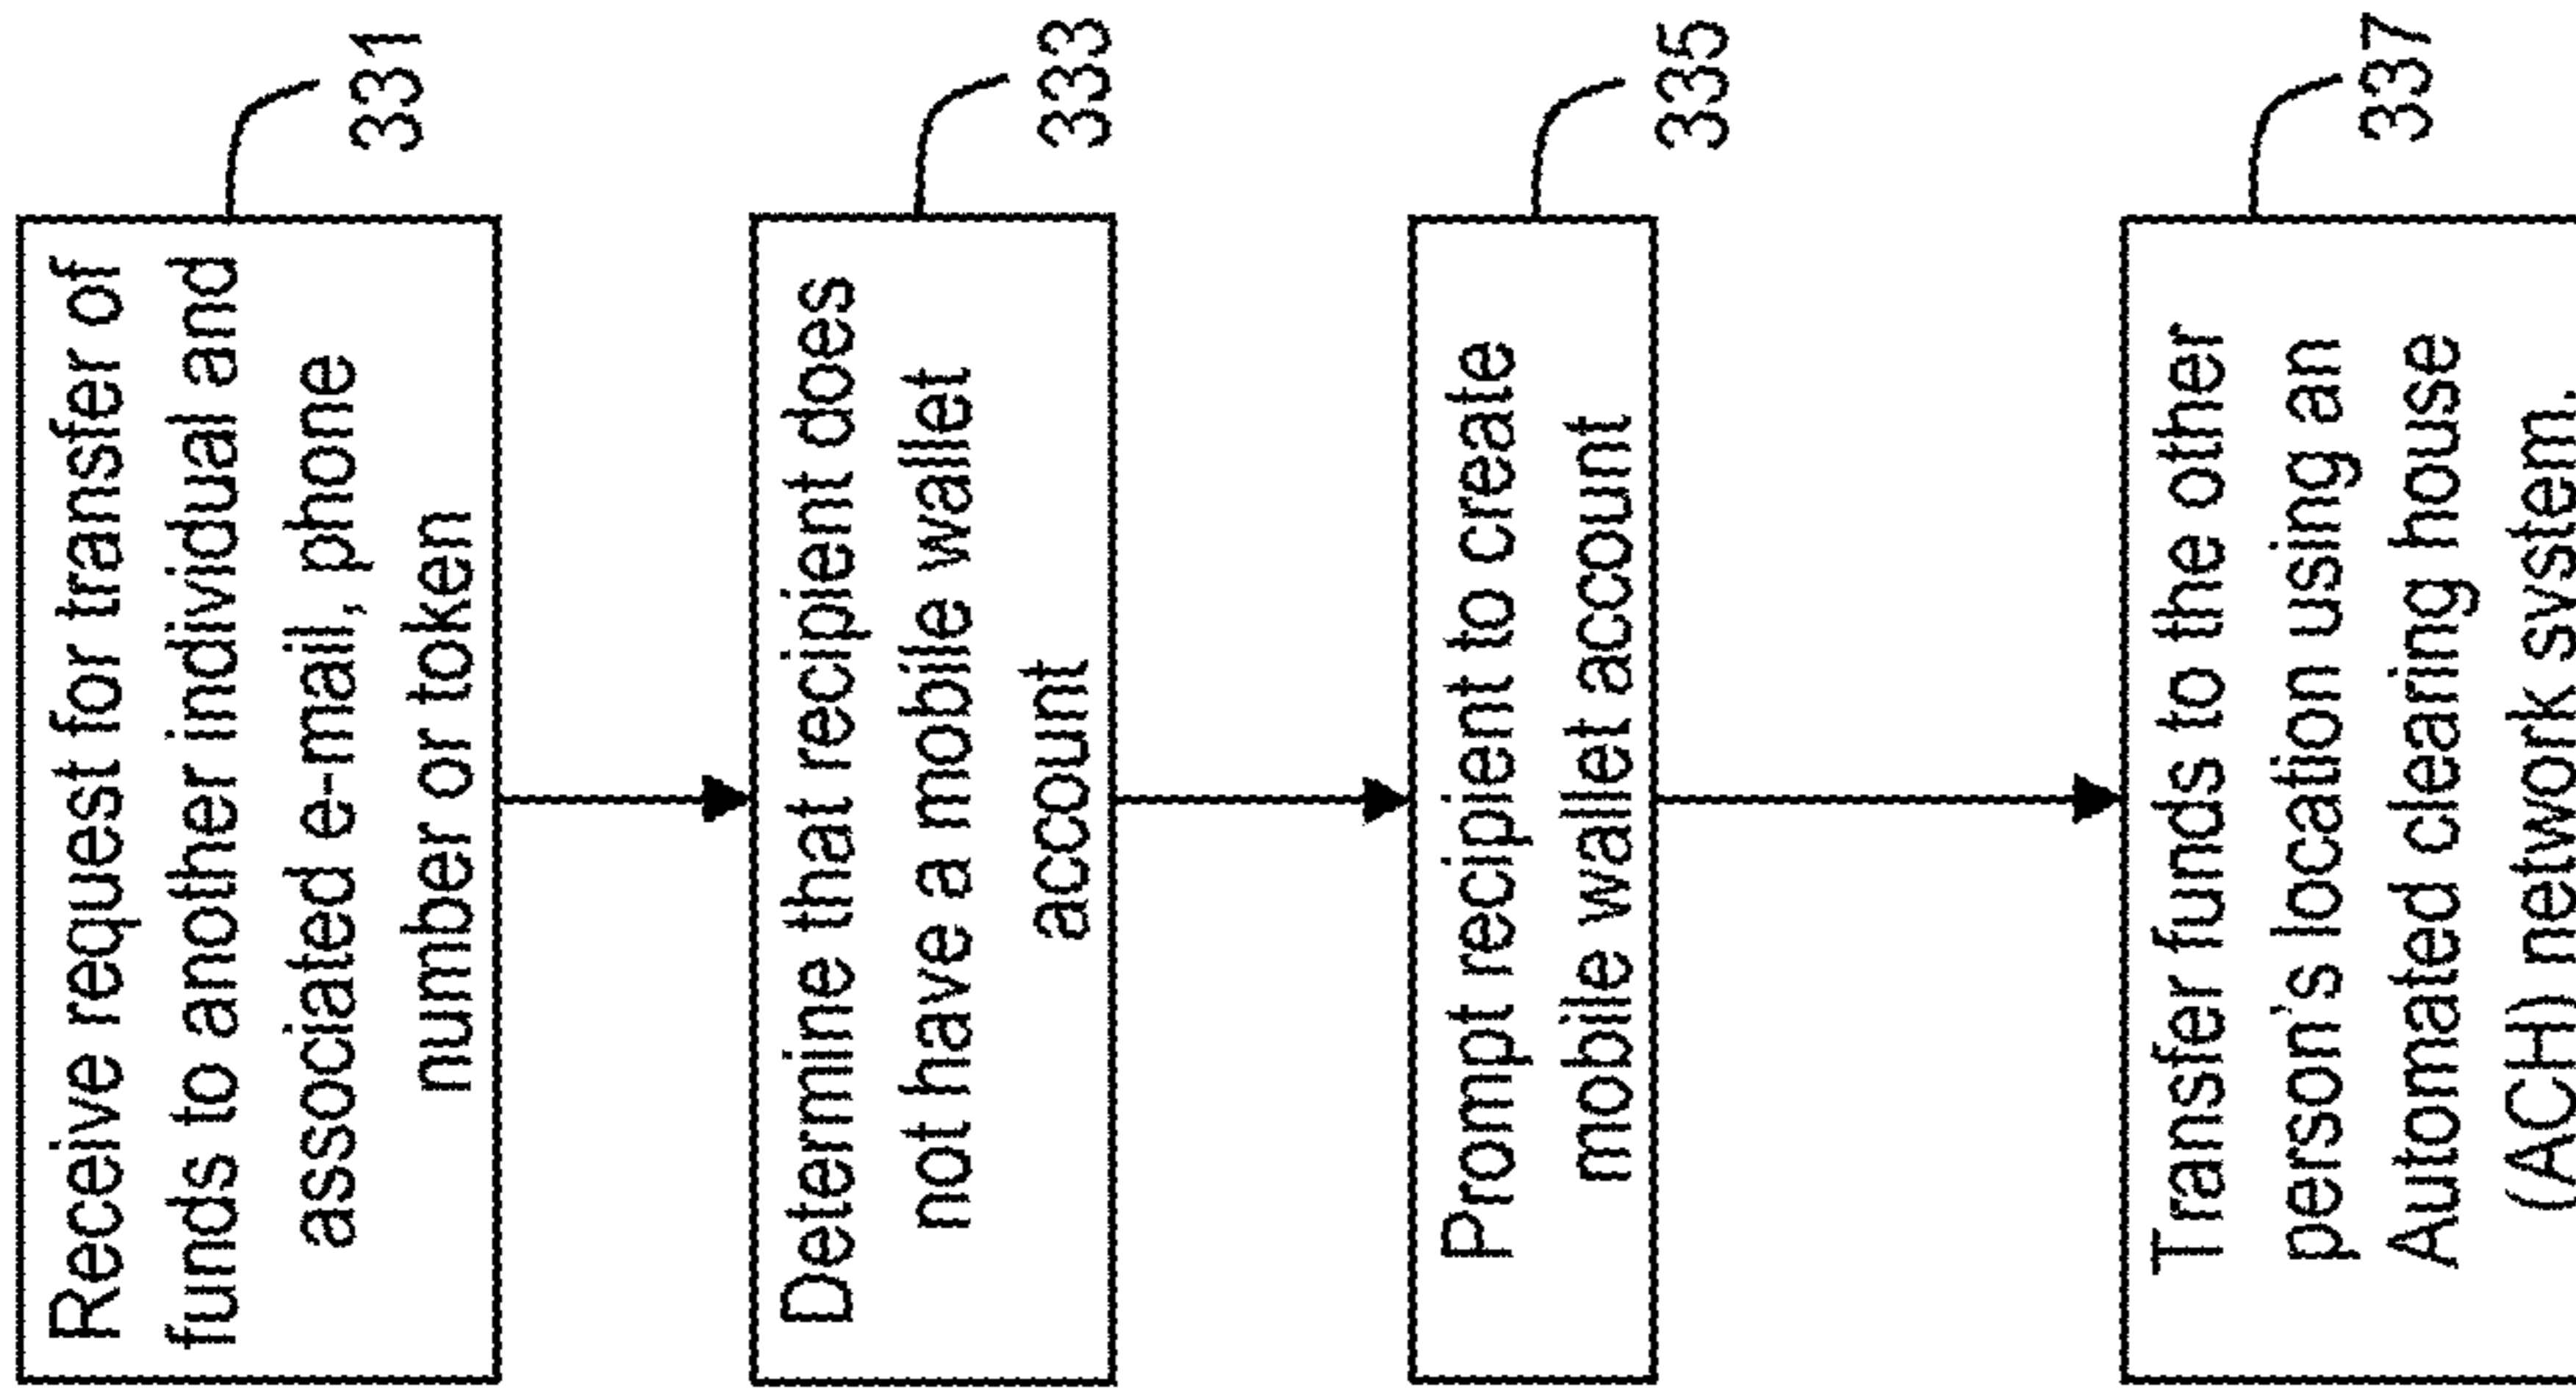 Receive request for transfer of
funds to another individual and
associated e-mail, phone
number or token
331
Determine that recipient does
not have a mobile wallet
account
333
Prompt recipient to create
mobile wallet account
335
Transfer funds to the other
person's location using an
Automated clearing house
(ACH) network system.
337